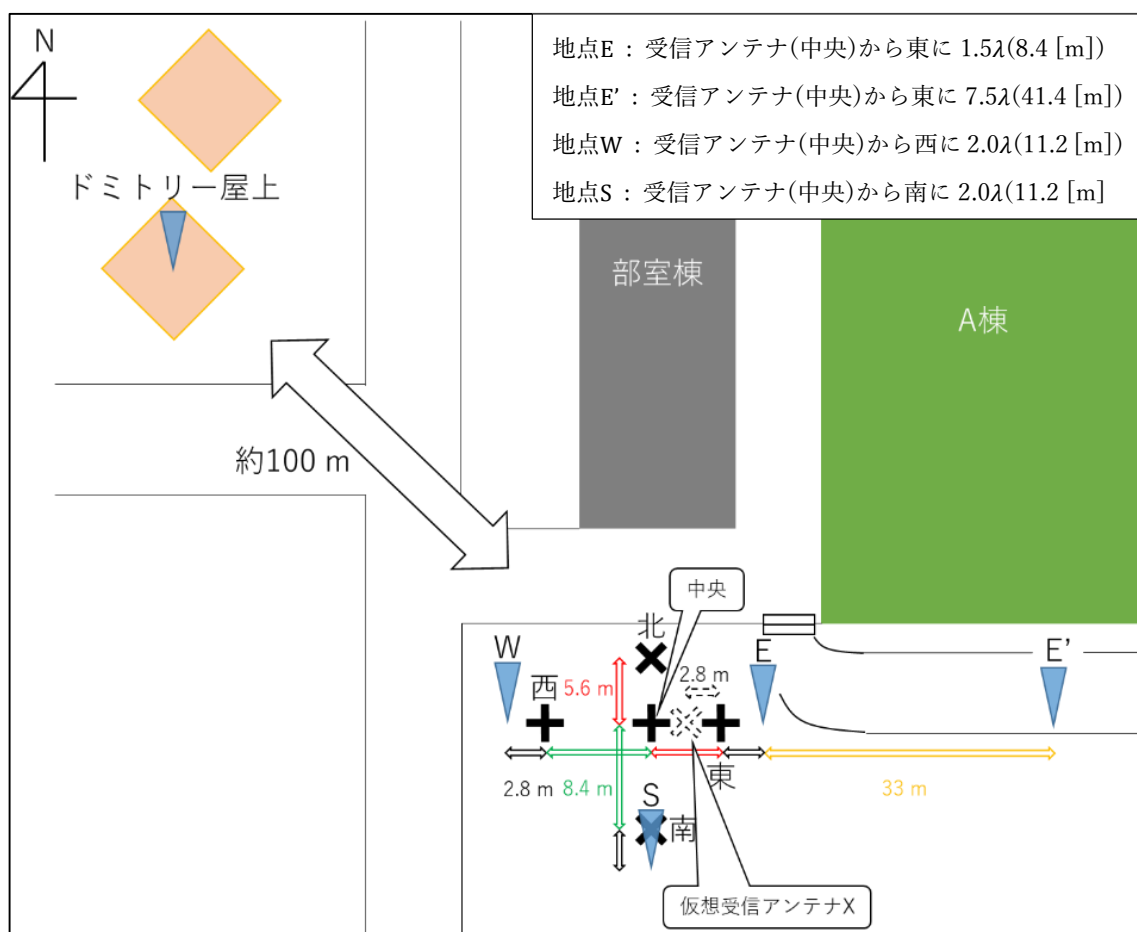 N
地点E : 受信アンテナ(中央)から東に 1.5λ(8.4 [m])
地点E’ : 受信アンテナ(中央)から東に 7.5λ(41.4 [m])
地点W : 受信アンテナ(中央)から西に 2.0λ(11.2 [m])
地点S : 受信アンテナ(中央)から南に 2.0λ(11.2 [m]
ドミトリー屋上
部室棟
A棟
約100 m
中央
北
W
E
E'
西
5.6 m
2.8 m
東
2.8 m
8.4 m
33 m
S
南
仮想受信アンテナX